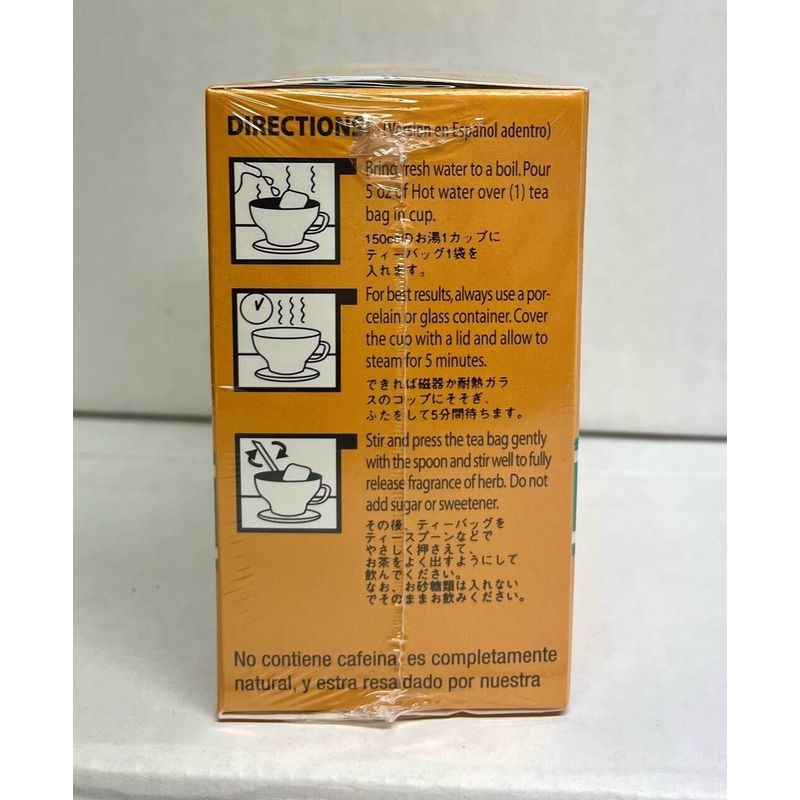 DIRECTIONS: (Version en Español adentro)
Bring fresh water to a boil. Pour
5 oz of Hot water over (1) tea
bag in cup.
150ccのお湯1カップに
ティーバッグ1袋を
入れます。
For best results, always use a por-
celain or glass container. Cover
the cup with a lid and allow to
steam for 5 minutes.
できれば磁器か耐熱ガラ
スのコップにそそぎ、
ふたをして5分間待ちます。
Stir and press the tea bag gently
with the spoon and stir well to fully
release fragrance of herb. Do not
add sugar or sweetener.
その後、ティーバッグを
ティースプーンなどで
やさしく押さえて、
お茶をよく出すようにして
飲んでください。
なお、お砂糖類は入れない
でそのままお飲みください。
No contiene cafeina, es completamente
natural, y estra resaldado por nuestra